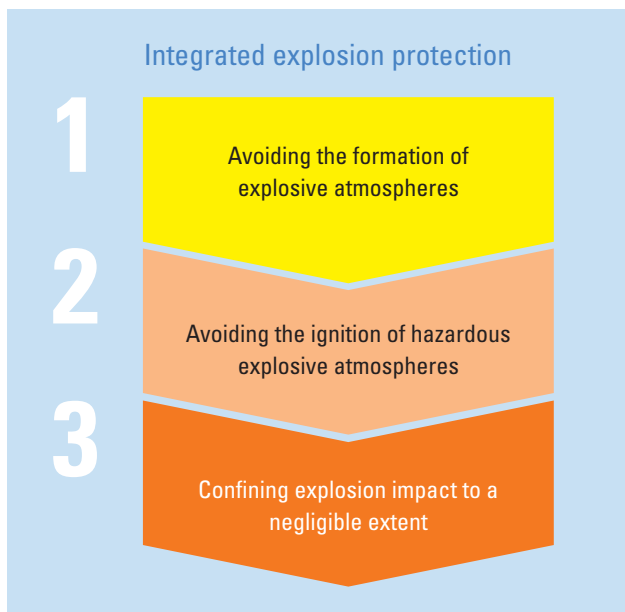 Integrated explosion protection
1
Avoiding the formation of
explosive atmospheres
2
Avoiding the ignition of hazardous
explosive atmospheres
3
Confining explosion impact to a
negligible extent